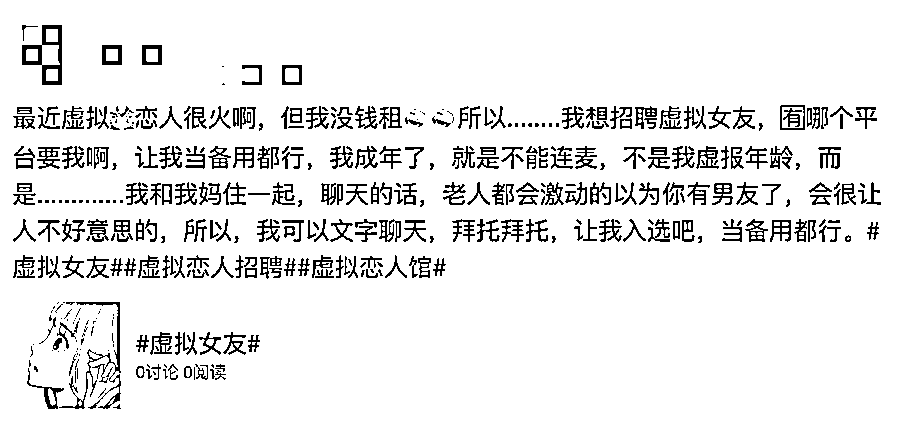 最近虚拟恋人很火啊，但我没钱租所以........我想招聘虚拟女友，有哪个平
台要我啊，让我当备用都行，我成年了，就是不能连麦，不是我虚报年龄，而
是.............我和我妈住一起，聊天的话，老人都会激动的以为你有男友了，会很让
人不好意思的，所以，我可以文字聊天，拜托拜托，让我入选吧，当备用都行。#
虚拟女友##虚拟恋人招聘##虚拟恋人馆#
#虚拟女友#
0讨论 0阅读